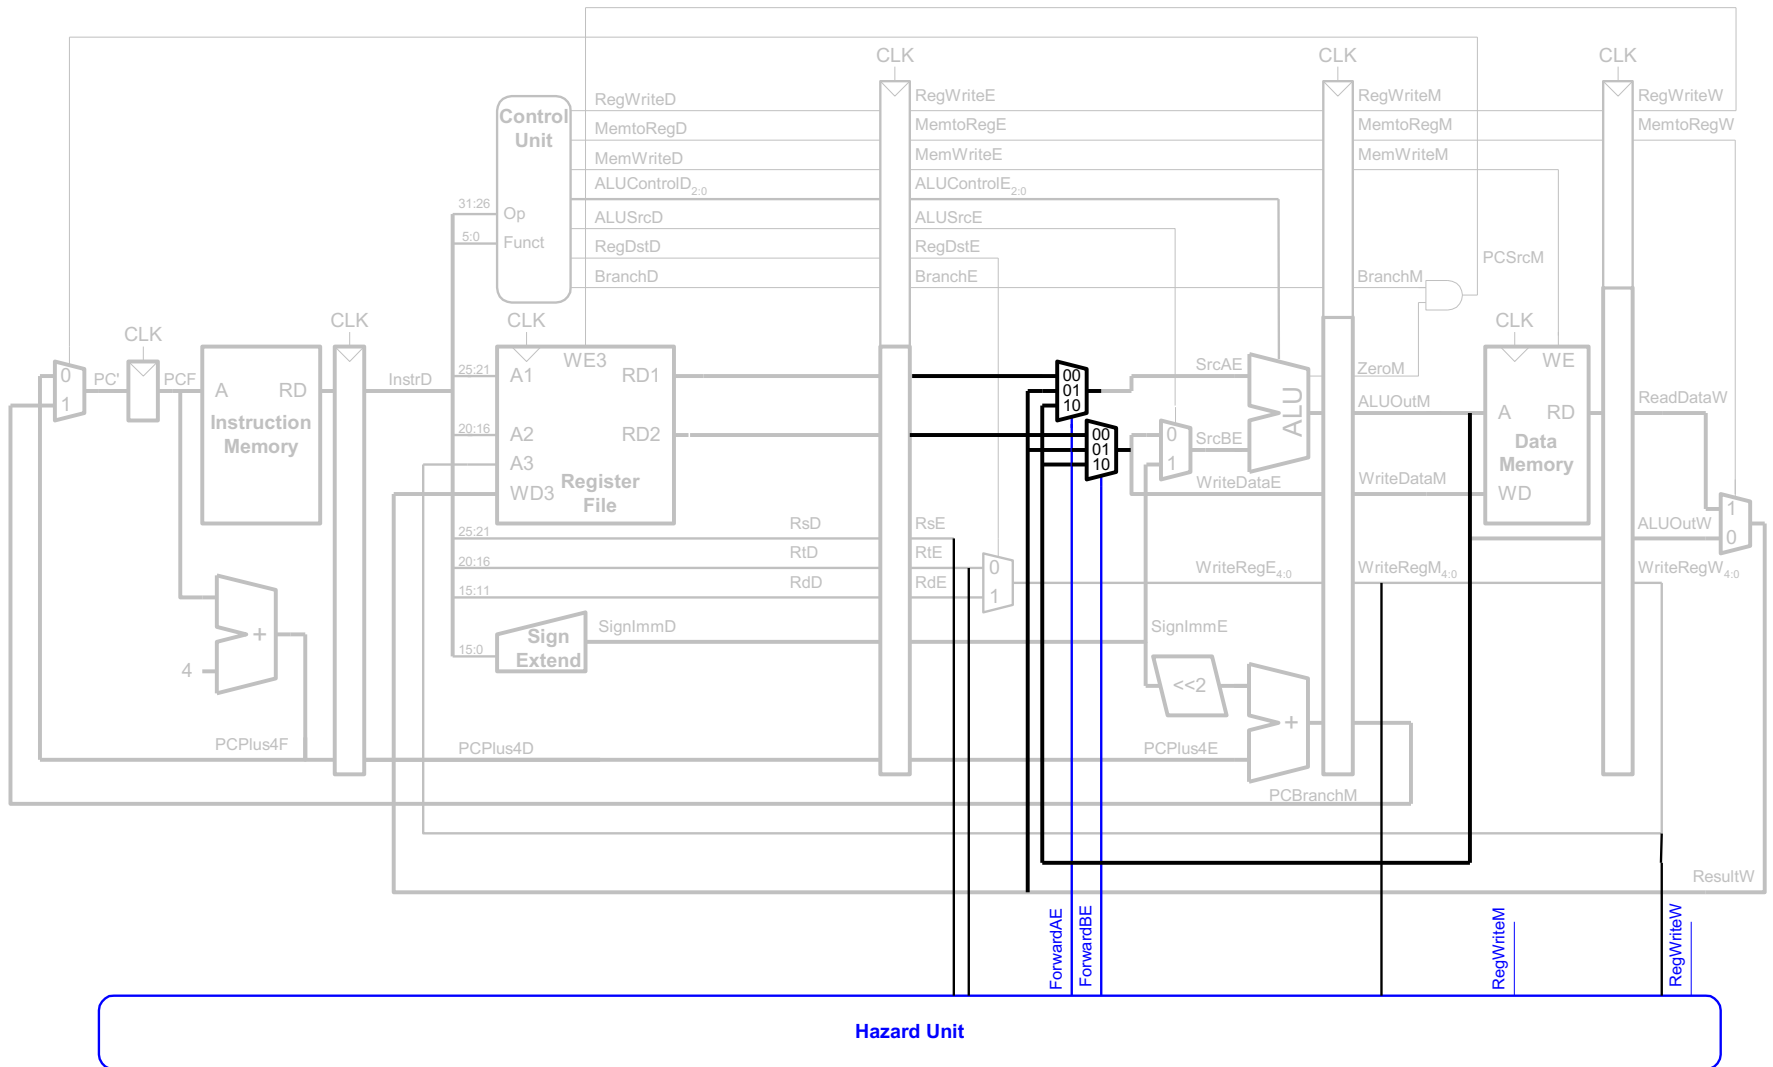 CLK
CLK
CLK
RegWriteD
RegWriteE
RegWriteM
RegWriteW
Control
Unit
MemtoRegD
MemtoRegE
MemtoRegM
MemtoRegW
MemWriteD
MemWriteE
MemWriteM
ALUControlD2:0
ALUControlE2:0
31:26
Op
ALUSrcD
ALUSrcE
5:0
Funct
RegDstD
RegDstE
PCSrcM
BranchD
BranchE
BranchM
CLK
CLK
CLK
CLK
0
1
PC'
PCF
A
RD
Instruction
Memory
InstrD
25:21
A1
WE3
RD1
20:16
A2
RD2
A3
WD3
Register
File
00
01
10
00
01
10
SrcAE
0
1
SrcBE
ALU
ZeroM
ALUOutM
WE
A
RD
Data
Memory
WD
ReadDataW
WriteDataE
WriteDataM
1
0
ALUOutW
25:21
RsD
RsE
20:16
RtD
RtE
0
1
15:11
RdD
RdE
WriteRegE4:0
WriteRegM4:0
WriteRegW4:0
+
4
15:0
Sign
Extend
SignImmD
SignImmE
<<2
+
PCPlus4F
PCPlus4D
PCPlus4E
PCBranchM
ResultW
ForwardAE
ForwardBE
RegWriteM
RegWriteW
Hazard Unit